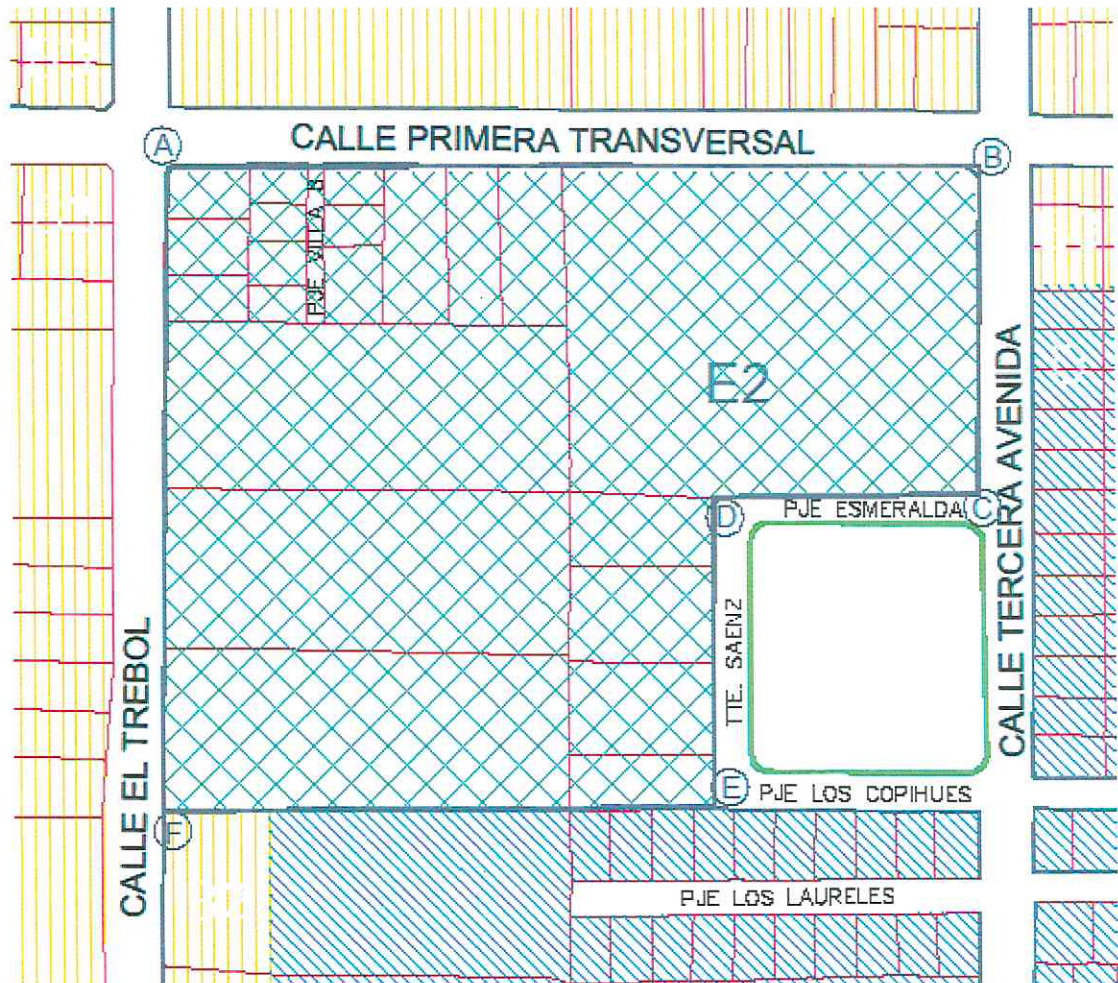 CALLE PRIMERA TRANSVERSAL
A
B
PJE VILLA B
E2
CALLE TERCERA AVENIDA
PJE ESMERALDA
C
D
TTE. SAENZ
E
PJE LOS COPIHUES
CALLE EL TREBOL
F
PJE LOS LAURELES